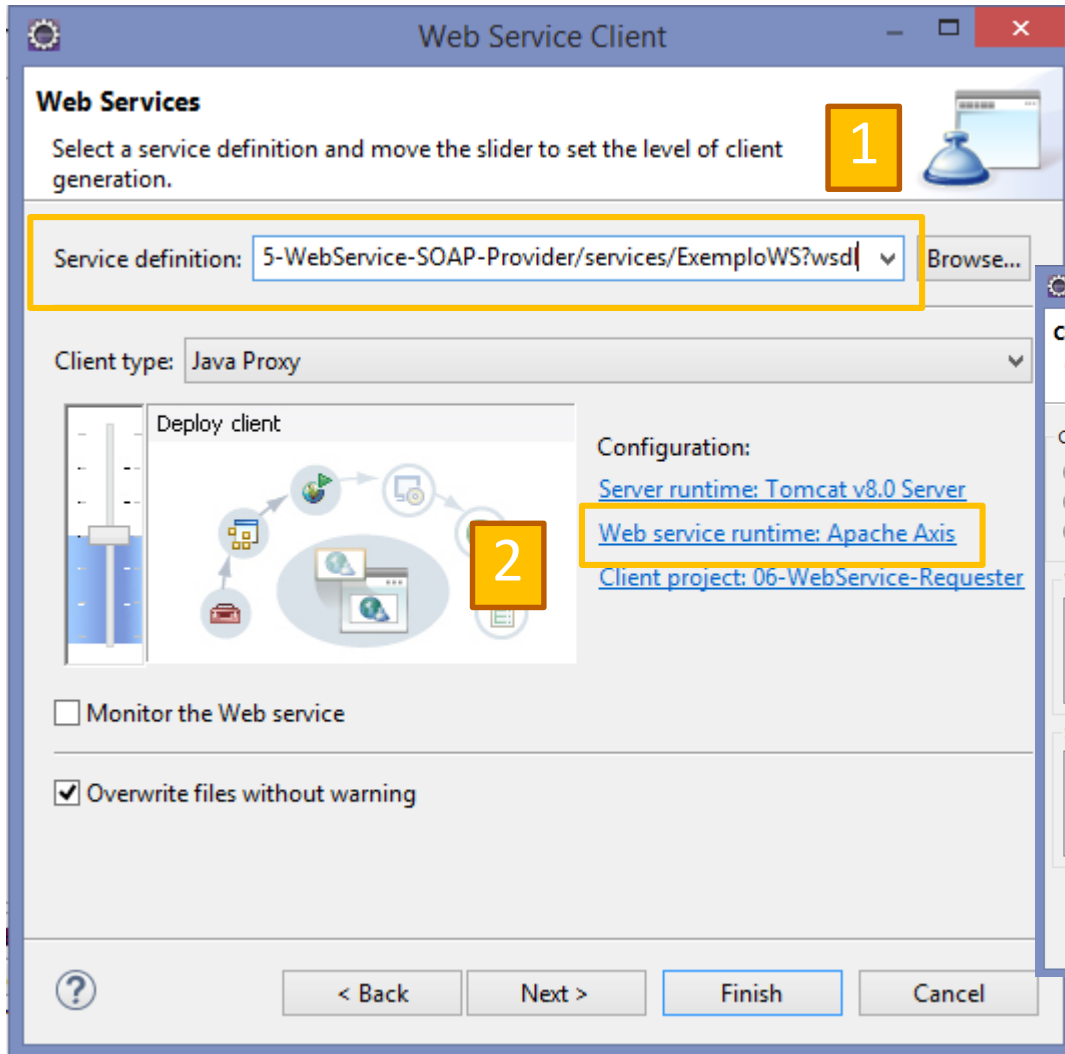 Web Service Client
Web Services
Select a service definition and move the slider to set the level of client
generation.
1
Service definition: 5-WebService-SOAP-Provider/services/ExemploWS?wsdl Browse...
Client type: Java Proxy
Deploy client
Configuration:
Server runtime: Tomcat v8.0 Server
Web service runtime: Apache Axis
2
Client project: 06-WebService-Requester
Monitor the Web service
Overwrite files without warning
? < Back Next > Finish Cancel